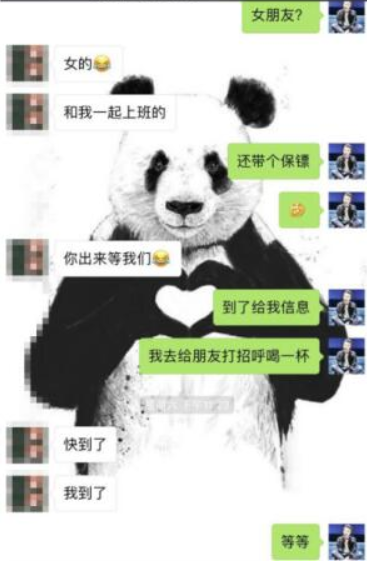 女朋友？
女的😂
和我一起上班的
还带个保镖
你出来等我们😂
到了给我信息
我去给朋友打招呼喝一杯
快到了
我到了
等等